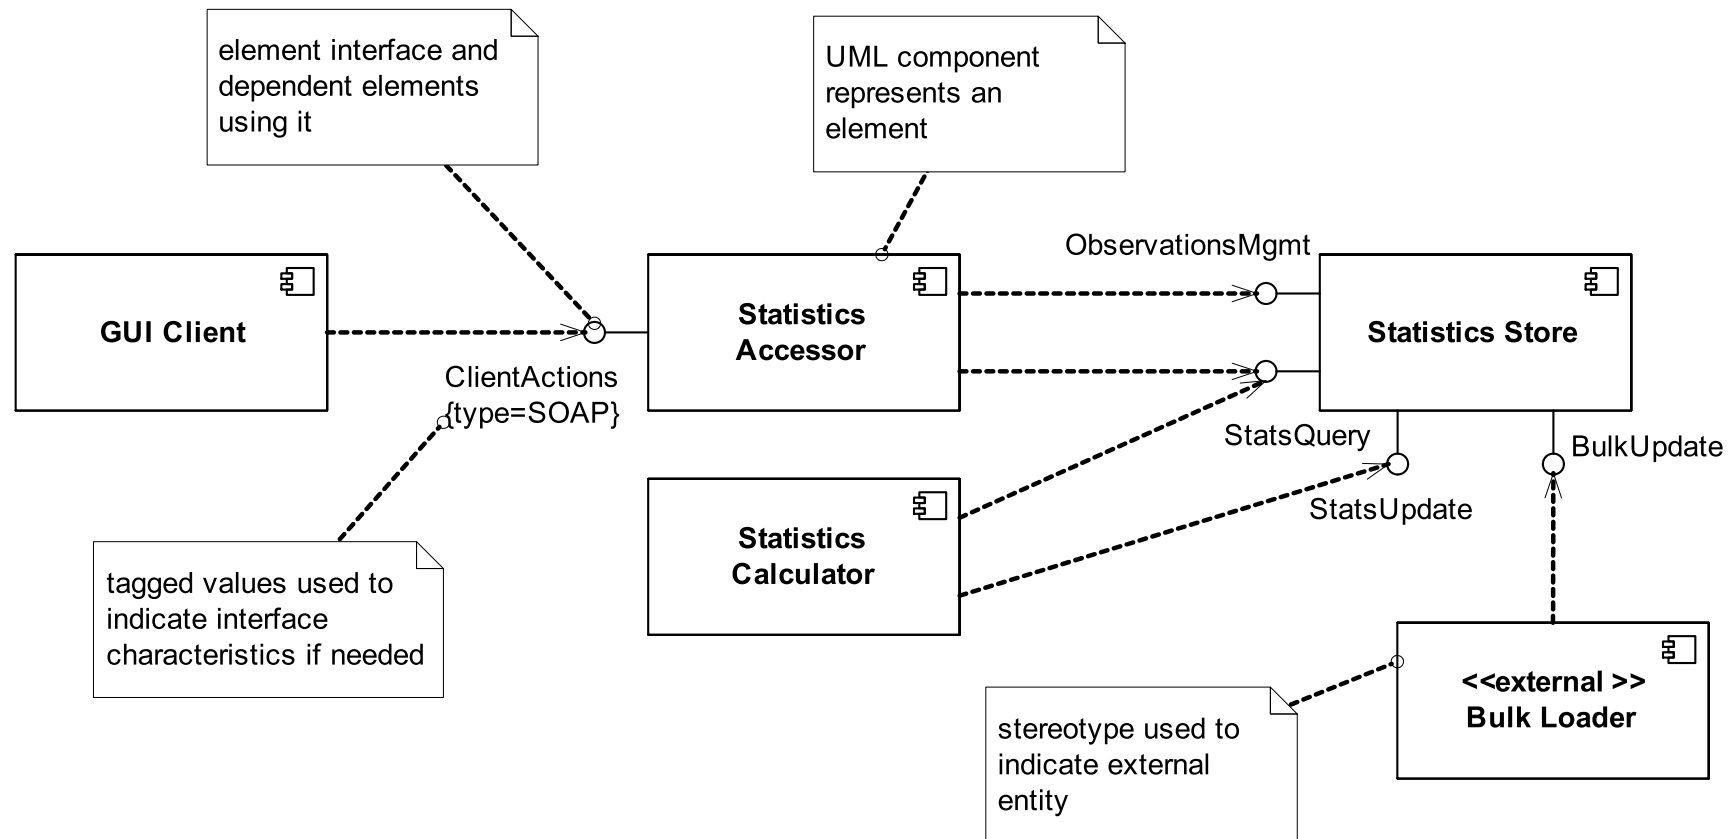 element interface and
dependent elements
using it
UML component
represents an
element
ObservationsMgmt
GUI Client
Statistics
Accessor
Statistics Store
ClientActions
{type=SOAP}
StatsQuery
BulkUpdate
StatsUpdate
Statistics
Calculator
tagged values used to
indicate interface
characteristics if needed
<<external >>
Bulk Loader
stereotype used to
indicate external
entity